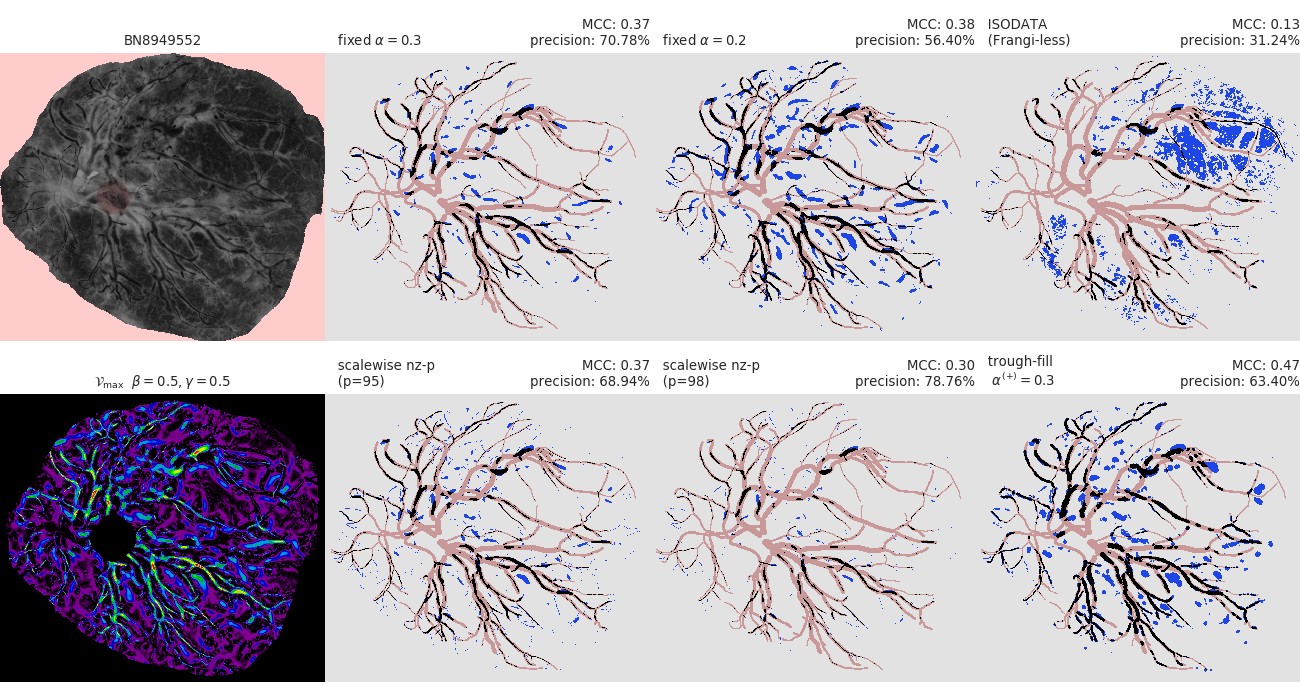 BN8949552
fixed α = 0.3
MCC: 0.37
precision: 70.78%
fixed α = 0.2
MCC: 0.38
precision: 56.40%
ISODATA
(Frangi-less)
MCC: 0.13
precision: 31.24%
𝒱max β = 0.5, γ = 0.5
scalewise nz-p
(p=95)
MCC: 0.37
precision: 68.94%
scalewise nz-p
(p=98)
MCC: 0.30
precision: 78.76%
trough-fill
α(+) = 0.3
MCC: 0.47
precision: 63.40%